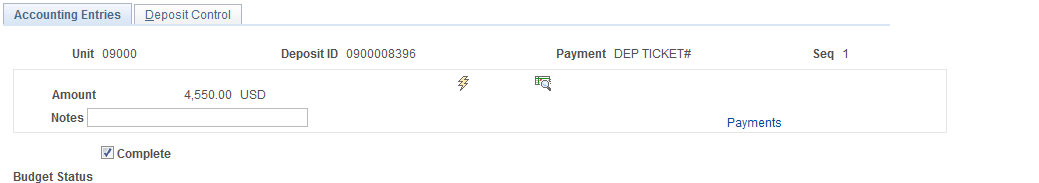 Accounting Entries Deposit Control
Unit 09000 Deposit ID 0900008396 Payment DEP TICKET# Seq 1
Amount 4,550.00 USD
Notes
Payments
Complete
Budget Status